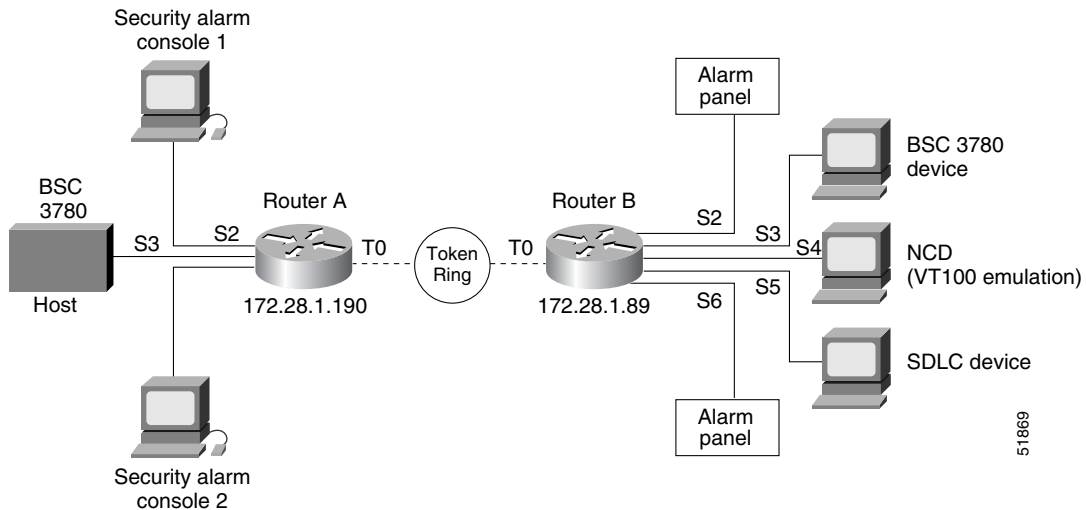 Security alarm
console 1
BSC
3780
Host
S3
S2
Router A
T0
172.28.1.190
Token
Ring
T0
Router B
172.28.1.89
Alarm
panel
S2
S3
S4
S5
S6
BSC 3780
device
NCD
(VT100 emulation)
SDLC device
Alarm
panel
Security alarm
console 2
51869